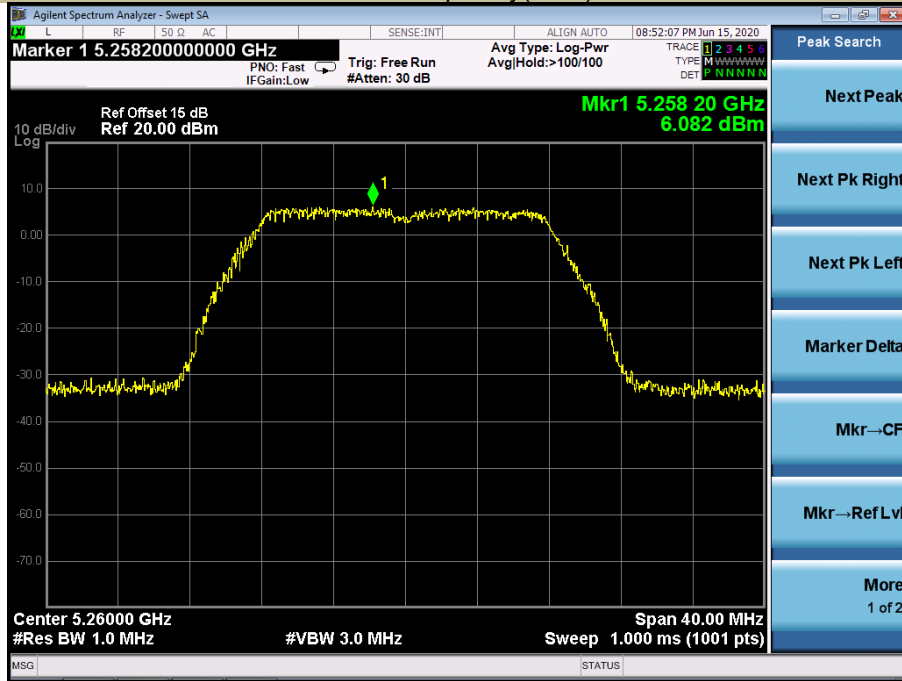 Agilent Spectrum Analyzer - Swept SA
L RF 50 Ω AC SENSE:INT ALIGN AUTO 08:52:07 PM Jun 15, 2020
Marker 1 5.258200000000 GHz
PNO: Fast
IFGain:Low
Trig: Free Run
#Atten: 30 dB
Avg Type: Log-Pwr
Avg|Hold:>100/100
TRACE 1 2 3 4 5 6
TYPE M WWWWW
DET P N N N N N
Peak Search
Mkr1 5.258 20 GHz
6.082 dBm
Ref Offset 15 dB
10 dB/div Ref 20.00 dBm
Log
1
10.0
0.00
-10.0
-20.0
-30.0
-40.0
-50.0
-60.0
-70.0
Center 5.26000 GHz Span 40.00 MHz
#Res BW 1.0 MHz #VBW 3.0 MHz Sweep 1.000 ms (1001 pts)
MSG STATUS
Next Peak
Next Pk Right
Next Pk Left
Marker Delta
Mkr→CF
Mkr→Ref Lvl
More
1 of 2